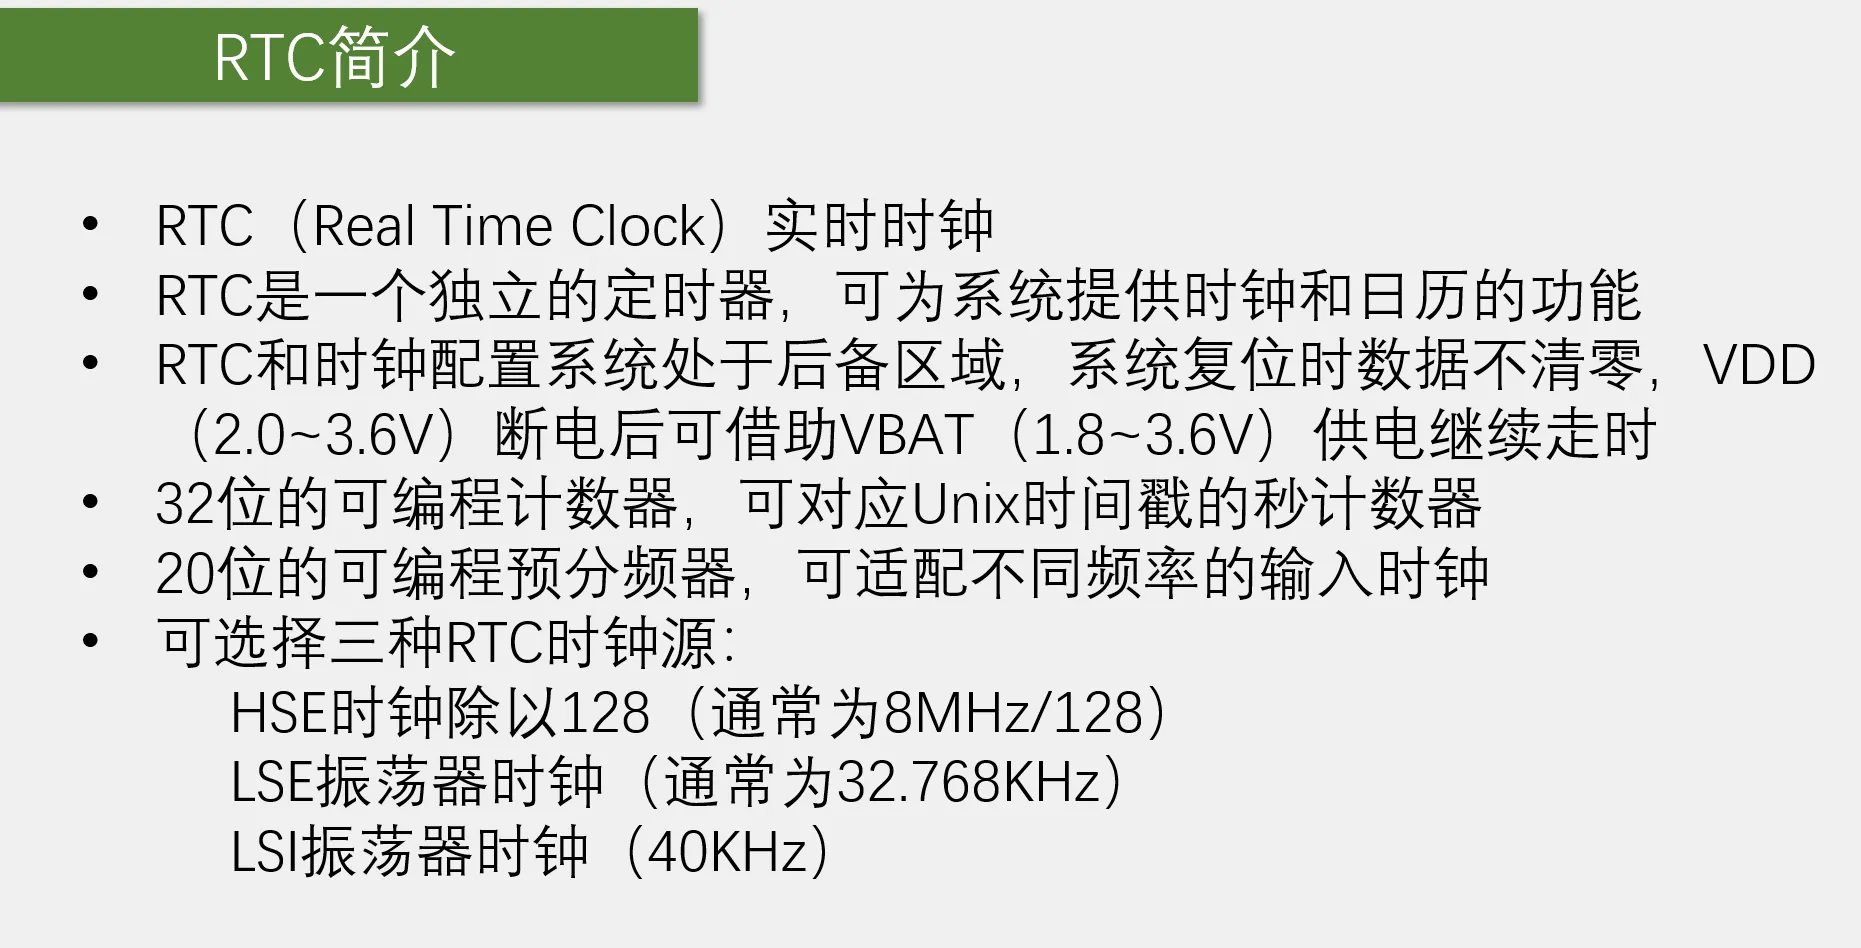 RTC简介
• RTC（Real Time Clock）实时时钟
• RTC是一个独立的定时器，可为系统提供时钟和日历的功能
• RTC和时钟配置系统处于后备区域，系统复位时数据不清零，VDD
（2.0~3.6V）断电后可借助VBAT（1.8~3.6V）供电继续走时
• 32位的可编程计数器，可对应Unix时间戳的秒计数器
• 20位的可编程预分频器，可适配不同频率的输入时钟
• 可选择三种RTC时钟源：
HSE时钟除以128（通常为8MHz/128）
LSE振荡器时钟（通常为32.768KHz）
LSI振荡器时钟（40KHz）